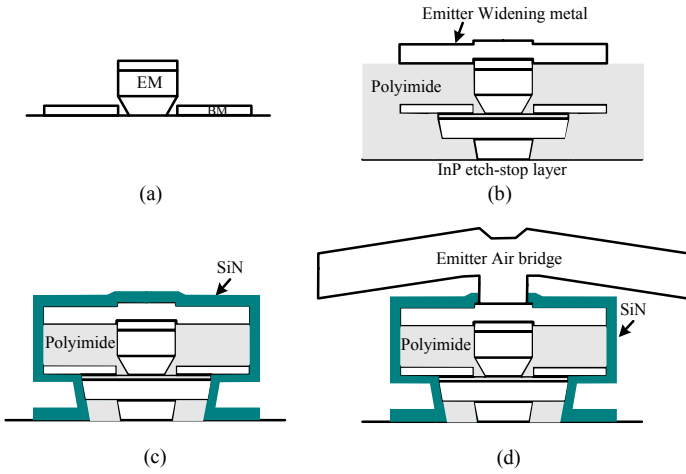 Emitter Widening metal
EM
BM
Polyimide
InP etch-stop layer
(a)
(b)
SiN
Polyimide
Emitter Air bridge
SiN
Polyimide
(c)
(d)